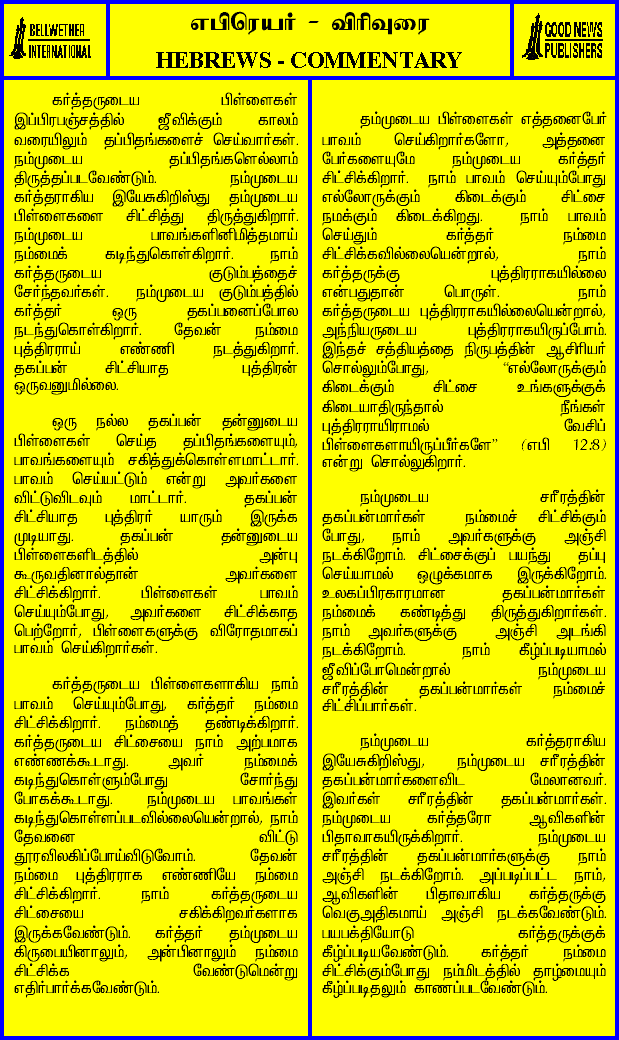 BELLWETHER
INTERNATIONAL
எபிரெயர் - விரிவுரை
HEBREWS - COMMENTARY
GOOD NEWS
PUBLISHERS
கர்த்தருடைய பிள்ளைகள்
இப்பிரபஞ்சத்தில் ஜீவிக்கும் காலம்
வரையிலும் தப்பிதங்களைச் செய்வார்கள்.
நம்முடைய தப்பிதங்களெல்லாம்
திருத்தப்படவேண்டும். நம்முடைய
கர்த்தராகிய இயேசுகிறிஸ்து தம்முடைய
பிள்ளைகளை சிட்சித்து திருத்துகிறார்.
நம்முடைய பாவங்களினிமித்தமாய்
நம்மைக் கடிந்துகொள்கிறார். நாம்
கர்த்தருடைய குடும்பத்தைச்
சேர்ந்தவர்கள். நம்முடைய குடும்பத்தில்
கர்த்தர் ஒரு தகப்பனைப்போல
நடந்துகொள்கிறார். தேவன் நம்மை
புத்திரராய் எண்ணி நடத்துகிறார்.
தகப்பன் சிட்சியாத புத்திரன்
ஒருவனுமில்லை.
ஒரு நல்ல தகப்பன் தன்னுடைய
பிள்ளைகள் செய்த தப்பிதங்களையும்,
பாவங்களையும் சகித்துக்கொள்ளமாட்டார்.
பாவம் செய்யட்டும் என்று அவர்களை
விட்டுவிடவும் மாட்டார். தகப்பன்
சிட்சியாத புத்திரர் யாரும் இருக்க
முடியாது. தகப்பன் தன்னுடைய
பிள்ளைகளிடத்தில் அன்பு
கூருவதினால்தான் அவர்களை
சிட்சிக்கிறார். பிள்ளைகள் பாவம்
செய்யும்போது, அவர்களை சிட்சிக்காத
பெற்றோர், பிள்ளைகளுக்கு விரோதமாகப்
பாவம் செய்கிறார்கள்.
கர்த்தருடைய பிள்ளைகளாகிய நாம்
பாவம் செய்யும்போது, கர்த்தர் நம்மை
சிட்சிக்கிறார். நம்மைத் தண்டிக்கிறார்.
கர்த்தருடைய சிட்சையை நாம் அற்பமாக
எண்ணக்கூடாது. அவர் நம்மைக்
கடிந்துகொள்ளும்போது சோர்ந்து
போகக்கூடாது. நம்முடைய பாவங்கள்
கடிந்துகொள்ளப்படவில்லையென்றால், நாம்
தேவனை விட்டு
தூரவிலகிப்போய்விடுவோம். தேவன்
நம்மை புத்திரராக எண்ணியே நம்மை
சிட்சிக்கிறார். நாம் கர்த்தருடைய
சிட்சையை சகிக்கிறவர்களாக
இருக்கவேண்டும். கர்த்தர் தம்முடைய
கிருபையினாலும், அன்பினாலும் நம்மை
சிட்சிக்க வேண்டுமென்று
எதிர்பார்க்கவேண்டும்.
தம்முடைய பிள்ளைகள் எத்தனைபேர்
பாவம் செய்கிறார்களோ, அத்தனை
பேர்களையுமே நம்முடைய கர்த்தர்
சிட்சிக்கிறார். நாம் பாவம் செய்யும்போது
எல்லோருக்கும் கிடைக்கும் சிட்சை
நமக்கும் கிடைக்கிறது. நாம் பாவம்
செய்தும் கர்த்தர் நம்மை
சிட்சிக்கவில்லையென்றால், நாம்
கர்த்தருக்கு புத்திரராகயில்லை
என்பதுதான் பொருள். நாம்
கர்த்தருடைய புத்திரராகயில்லையென்றால்,
அந்நியருடைய புத்திரராகயிருப்போம்.
இந்தச் சத்தியத்தை நிருபத்தின் ஆசிரியர்
சொல்லும்போது, "எல்லோருக்கும்
கிடைக்கும் சிட்சை உங்களுக்குக்
கிடையாதிருந்தால் நீங்கள்
புத்திரராயிராமல் வேசிப்
பிள்ளைகளாயிருப்பீர்களே" (எபி 12:8)
என்று சொல்லுகிறார்.
நம்முடைய சரீரத்தின்
தகப்பன்மார்கள் நம்மைச் சிட்சிக்கும்
போது, நாம் அவர்களுக்கு அஞ்சி
நடக்கிறோம். சிட்சைக்குப் பயந்து தப்பு
செய்யாமல் ஒழுக்கமாக இருக்கிறோம்.
உலகப்பிரகாரமான தகப்பன்மார்கள்
நம்மைக் கண்டித்து திருத்துகிறார்கள்.
நாம் அவர்களுக்கு அஞ்சி அடங்கி
நடக்கிறோம். நாம் கீழ்ப்படியாமல்
ஜீவிப்போமென்றால் நம்முடைய
சரீரத்தின் தகப்பன்மார்கள் நம்மைச்
சிட்சிப்பார்கள்.
நம்முடைய கர்த்தராகிய
இயேசுகிறிஸ்து, நம்முடைய சரீரத்தின்
தகப்பன்மார்களைவிட மேலானவர்.
இவர்கள் சரீரத்தின் தகப்பன்மார்கள்.
நம்முடைய கர்த்தரோ ஆவிகளின்
பிதாவாகயிருக்கிறார். நம்முடைய
சரீரத்தின் தகப்பன்மார்களுக்கு நாம்
அஞ்சி நடக்கிறோம். அப்படிப்பட்ட நாம்,
ஆவிகளின் பிதாவாகிய கர்த்தருக்கு
வெகுஅதிகமாய் அஞ்சி நடக்கவேண்டும்.
பயபக்தியோடு கர்த்தருக்குக்
கீழ்ப்படியவேண்டும். கர்த்தர் நம்மை
சிட்சிக்கும்போது நம்மிடத்தில் தாழ்மையும்
கீழ்ப்படிதலும் காணப்படவேண்டும்.